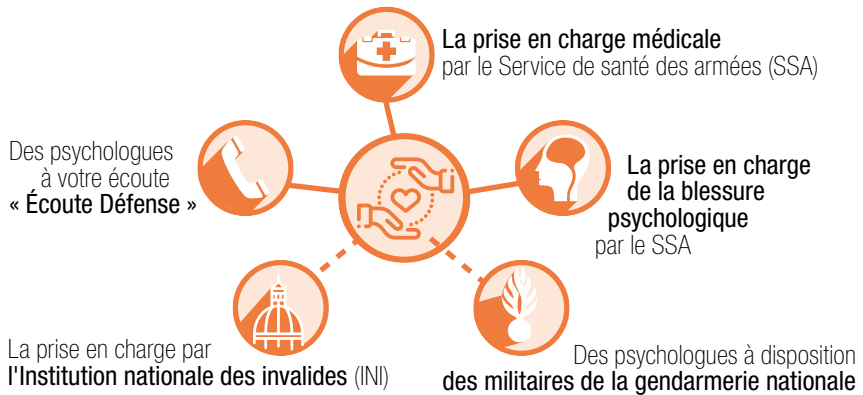 La prise en charge médicale
par le Service de santé des armées (SSA)
Des psychologues
à votre écoute
« Écoute Défense »
La prise en charge
de la blessure
psychologique
par le SSA
La prise en charge par
l'Institution nationale des invalides (INI)
Des psychologues à disposition
des militaires de la gendarmerie nationale